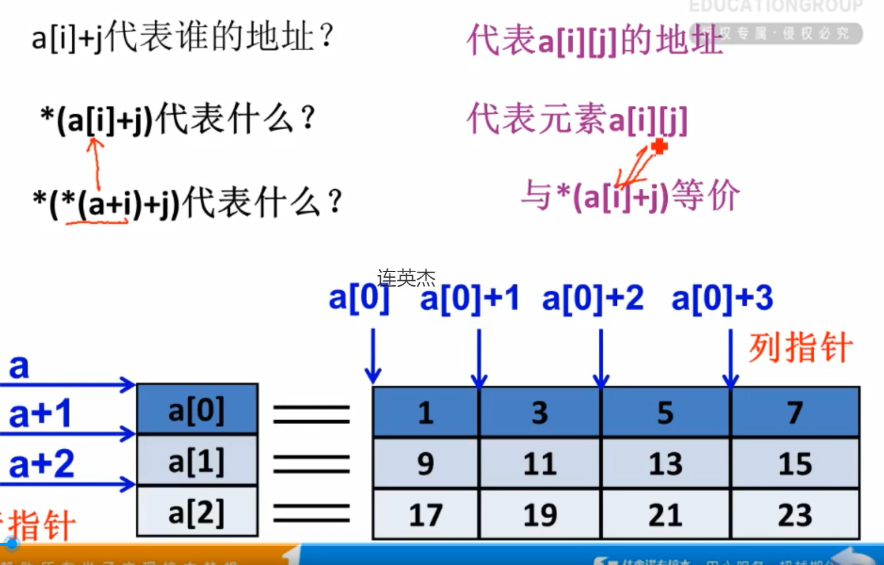 EDUCATIONGROUP
权专属·侵权必究
a[i]+j代表谁的地址？
代表a[i][j]的地址
*(a[i]+j)代表什么？
代表元素a[i][j]
*(*(a+i)+j)代表什么？
与*(a[i]+j)等价
连英杰
a[0] a[0]+1 a[0]+2 a[0]+3
列指针
a
a+1
a+2
指针
a[0] 1 3 5 7
a[1] 9 11 13 15
a[2] 17 19 21 23